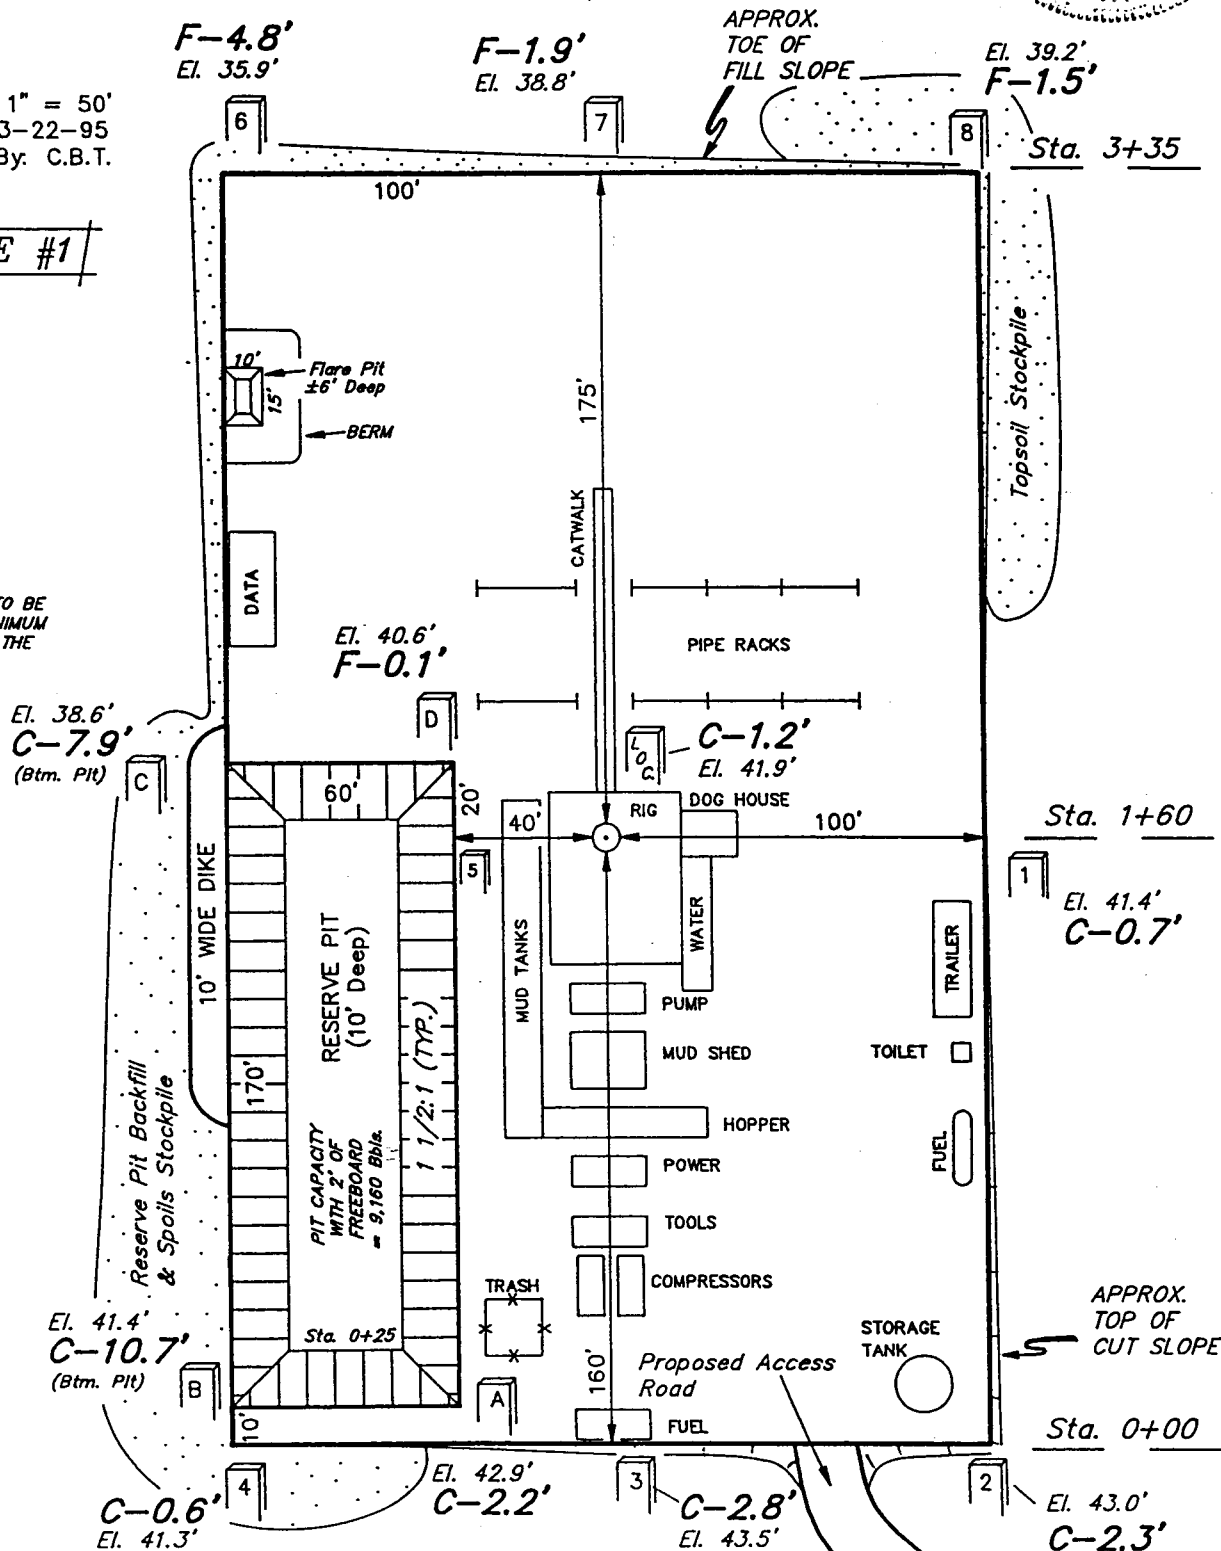 F-4.8'
El. 35.9'
F-1.9'
El. 38.8'
APPROX.
TOE OF
FILL SLOPE
El. 39.2'
F-1.5'
1" = 50'
3-22-95
By: C.B.T.
6
7
8
Sta. 3+35
100'
E #1
175'
10'
15'
Flare Pit
±6' Deep
BERM
Topsoil Stockpile
CATWALK
DATA
TO BE
THE
El. 40.6'
F-0.1'
PIPE RACKS
El. 38.6'
C-7.9'
(Btm. Pit)
C
D
LOC.
C-1.2'
El. 41.9'
60'
20'
40'
RIG
DOG HOUSE
100'
Sta. 1+60
5
1
El. 41.4'
C-0.7'
10' WIDE DIKE
RESERVE PIT
(10' Deep)
MUD TANKS
WATER
TRAILER
PUMP
MUD SHED
TOILET
170'
1 1/2:1 (TYP.)
HOPPER
Reserve Pit Backfill
& Spoils Stockpile
PIT CAPACITY
WITH 2' OF
FREEBOARD
= 9,160 Bbls.
POWER
FUEL
TOOLS
COMPRESSORS
TRASH
Sta. 0+25
El. 41.4'
C-10.7'
(Btm. Pit)
B
A
160'
Proposed Access
Road
STORAGE
TANK
APPROX.
TOP OF
CUT SLOPE
10'
FUEL
Sta. 0+00
4
3
2
C-0.6'
El. 41.3'
El. 42.9'
C-2.2'
C-2.8'
El. 43.5'
El. 43.0'
C-2.3'